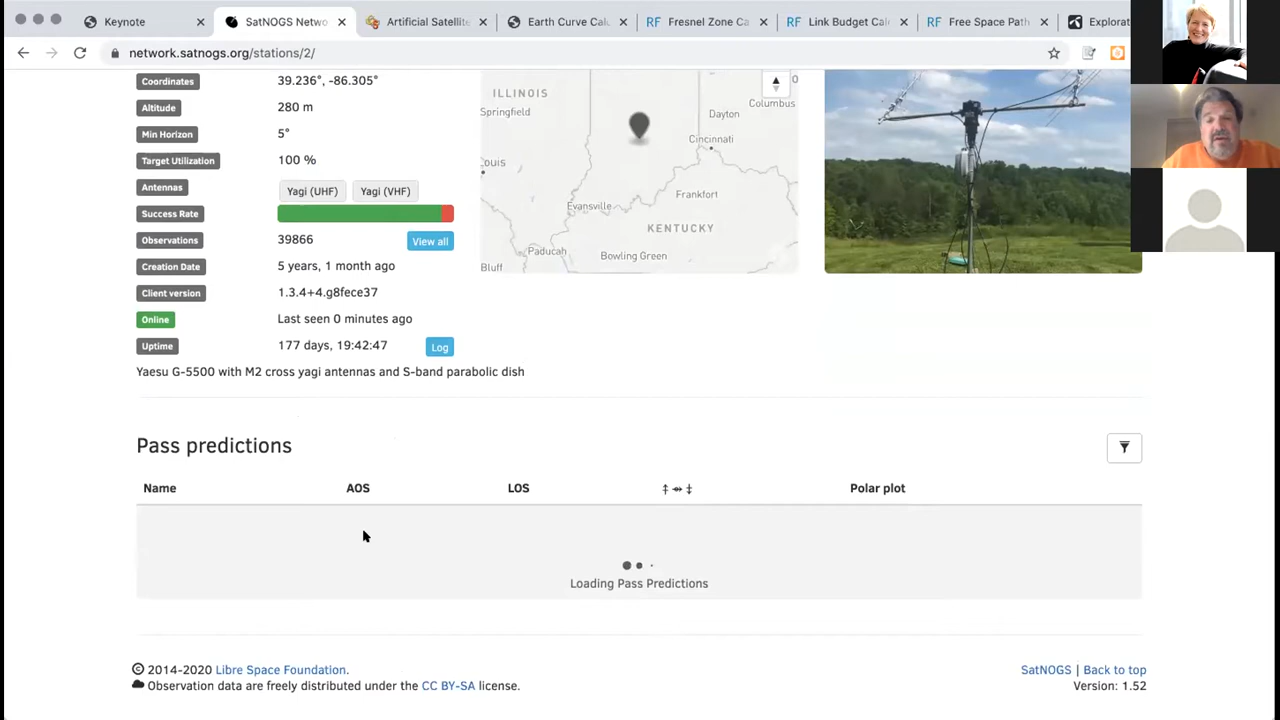 Keynote
SatNOGS Netwo
Artificial Satellite
Earth Curve Calc
Fresnel Zone Ca
Link Budget Calc
Free Space Path
Explorat
network.satnogs.org/stations/2/
Coordinates 39.236°, -86.305°
Altitude 280 m
Min Horizon 5°
Target Utilization 100 %
Antennas Yagi (UHF) Yagi (VHF)
Success Rate
Observations 39866 View all
Creation Date 5 years, 1 month ago
Client version 1.3.4+4.g8fece37
Online Last seen 0 minutes ago
Uptime 177 days, 19:42:47 Log
Yaesu G-5500 with M2 cross yagi antennas and S-band parabolic dish
ILLINOIS
Springfield
Columbus
Dayton
Cincinnati
ouis
Frankfort
Evansville
KENTUCKY
Paducah
Bowling Green
Bluff
Pass predictions
Name AOS LOS ‡ ⇴ ‡ Polar plot
Loading Pass Predictions
© 2014-2020 Libre Space Foundation.
Observation data are freely distributed under the CC BY-SA license.
SatNOGS | Back to top
Version: 1.52